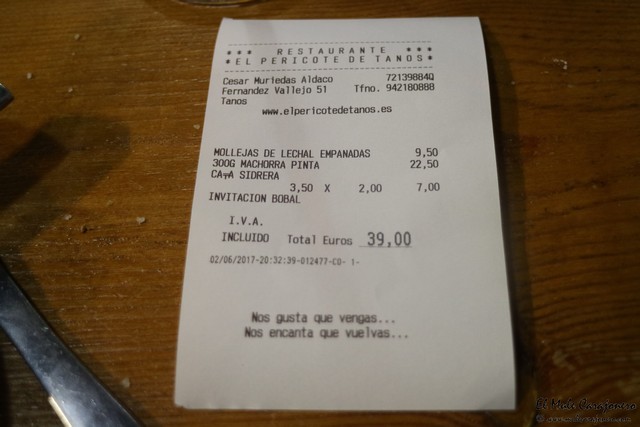 *** RESTAURANTE ***
*EL PERICOTE DE TANOS*
Cesar Muriedas Aldaco 72139884Q
Fernandez Vallejo 51 Tfno. 942180888
Tanos
www.elpericotedetanos.es
MOLLEJAS DE LECHAL EMPANADAS 9,50
300G MACHORRA PINTA 22,50
CA╤A SIDRERA
3,50 X 2,00 7,00
INVITACION BOBAL
I.V.A.
INCLUIDO Total Euros 39,00
02/06/2017-20:32:39-012477-CD- 1-
Nos gusta que vengas...
Nos encanta que vuelvas...
El Mole Carajonero